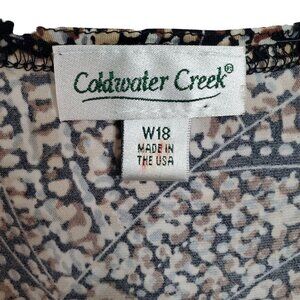 Coldwater Creek®
W18
MADE IN
THE USA